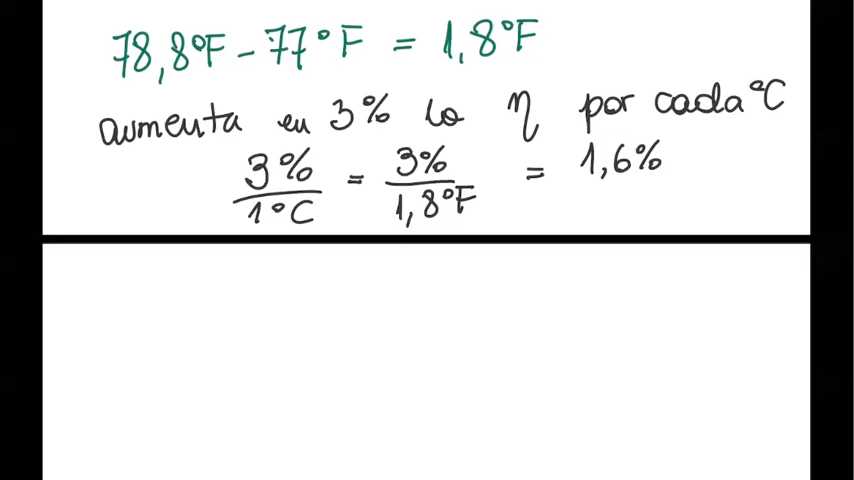 78,8°F - 77°F = 1,8°F
aumenta en 3% la η por cada °C
3% / 1°C = 3% / 1,8°F = 1,6%